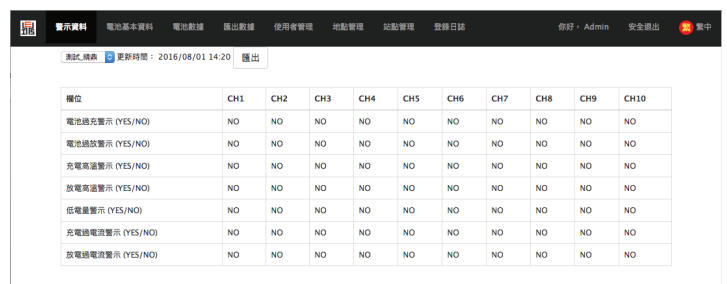 警示資料 電池基本資料 電池數據 匯出數據 使用者管理 地點管理 站點管理 登錄日誌 你好, Admin 安全退出 繁 繁中
測試_精鼎 更新時間: 2016/08/01 14:20 匯出
欄位 CH1 CH2 CH3 CH4 CH5 CH6 CH7 CH8 CH9 CH10
電池過充警示 (YES/NO) NO NO NO NO NO NO NO NO NO NO
電池過放警示 (YES/NO) NO NO NO NO NO NO NO NO NO NO
充電高溫警示 (YES/NO) NO NO NO NO NO NO NO NO NO NO
放電高溫警示 (YES/NO) NO NO NO NO NO NO NO NO NO NO
低電量警示 (YES/NO) NO NO NO NO NO NO NO NO NO NO
充電過電流警示 (YES/NO) NO NO NO NO NO NO NO NO NO NO
放電過電流警示 (YES/NO) NO NO NO NO NO NO NO NO NO NO